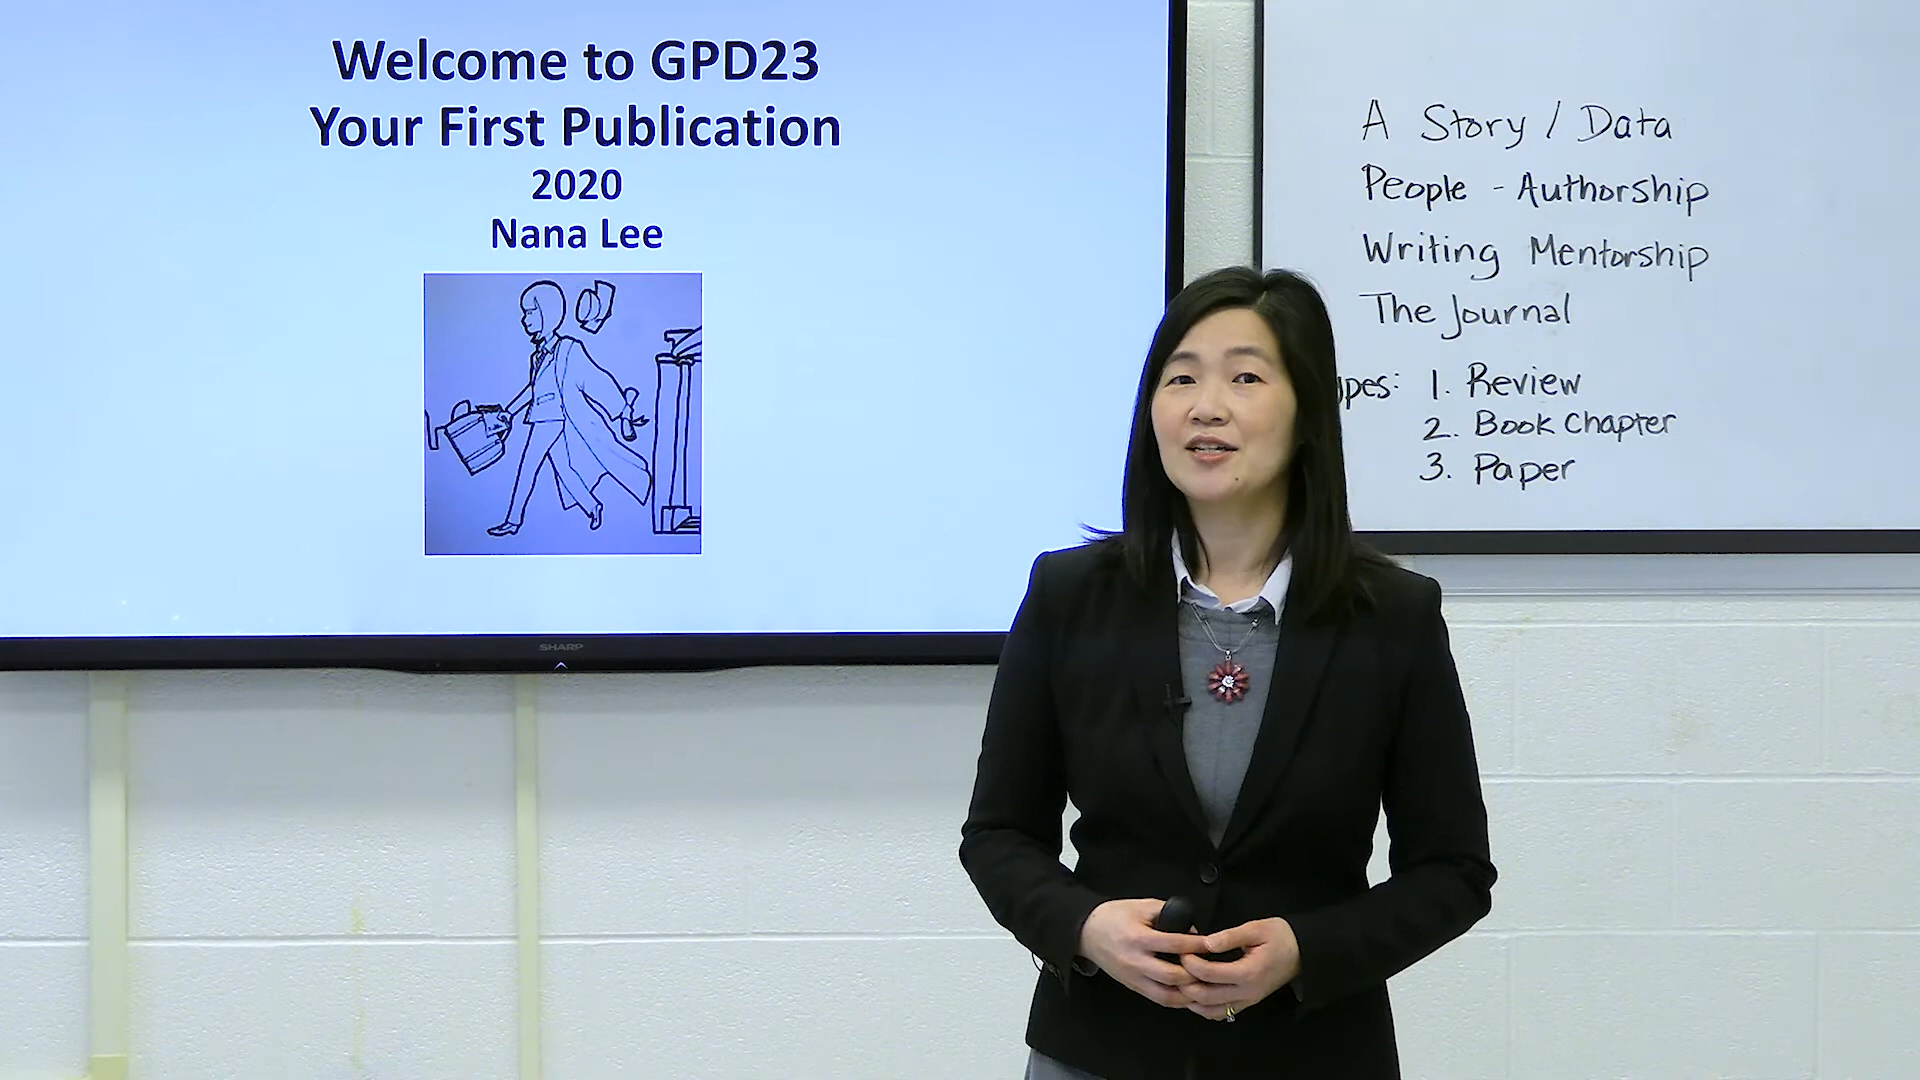 Welcome to GPD23
Your First Publication
2020
Nana Lee
SHARP
A Story / Data
People - Authorship
Writing Mentorship
The Journal
ypes: 1. Review
2. Book Chapter
3. Paper